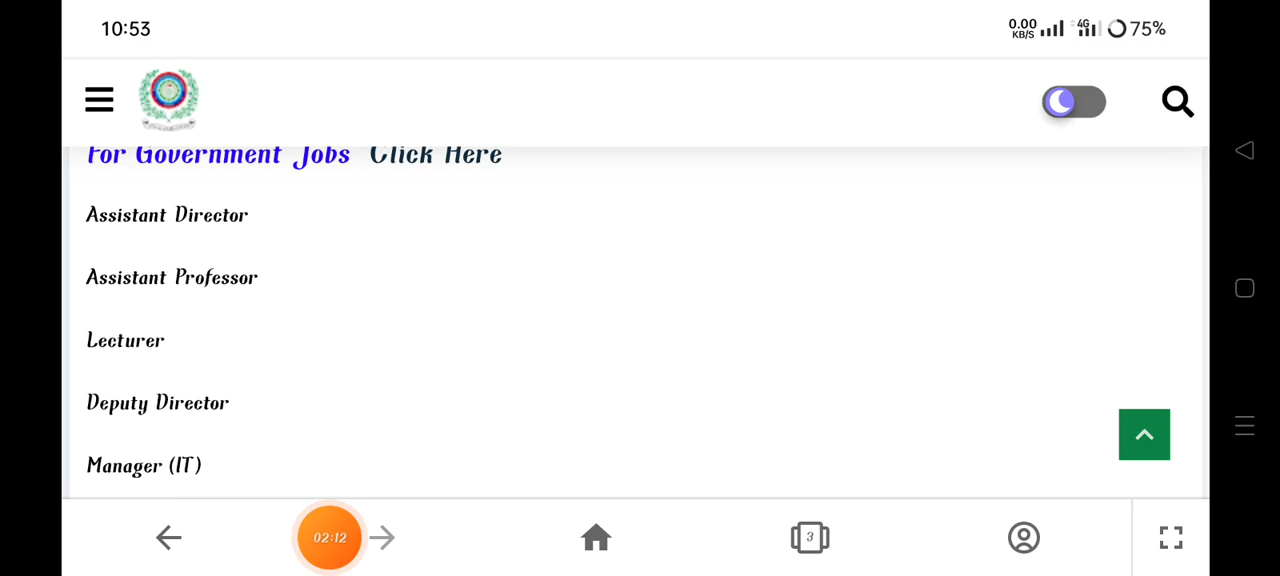 10:53
0.00 KB/S 4G 75%
For Government Jobs Click Here
Assistant Director
Assistant Professor
Lecturer
Deputy Director
Manager (IT)
02:12
3